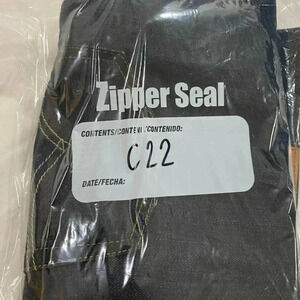 Zipper Seal
CONTENTS/CONTENU/CONTENIDO:
C22
DATE/FECHA: